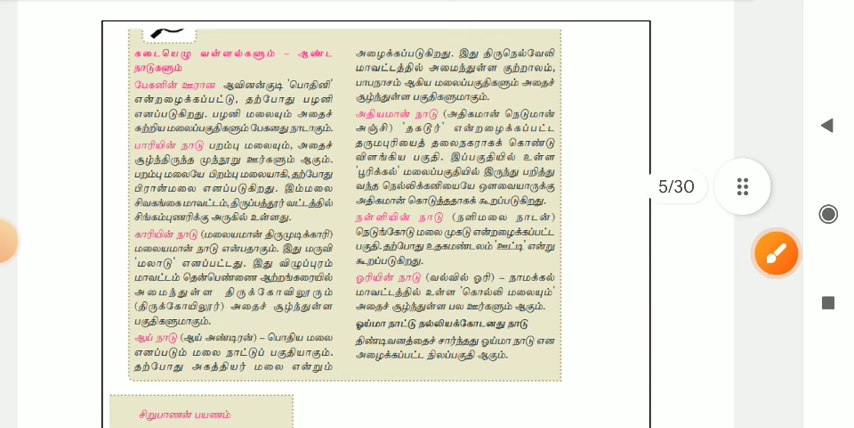 கடையெழு வள்ளல்களும் – ஆண்ட
நாடுகளும்
பேகனின் ஊரான ஆவினன்குடி 'பொதினி'
என்றழைக்கப்பட்டு, தற்போது பழனி
எனப்படுகிறது. பழனி மலையும் அதைச்
சுற்றிய மலைப்பகுதிகளும் பேகனது நாடாகும்.
பாரியின் நாடு பறம்பு மலையும், அதைச்
சூழ்ந்திருந்த முந்நூறு ஊர்களும் ஆகும்.
பறம்பு மலையே பிறம்பு மலையாகி, தற்போது
பிரான்மலை எனப்படுகிறது. இம்மலை
சிவகங்கை மாவட்டம், திருப்பத்தூர் வட்டத்தில்
சிங்கம்புணரிக்கு அருகில் உள்ளது.
காரியின் நாடு (மலையமான் திருமுடிக்காரி)
மலையமான் நாடு என்பதாகும். இது மருவி
'மலாடு' எனப்பட்டது. இது விழுப்புரம்
மாவட்டம் தென்பெண்ணை ஆற்றங்கரையில்
அமைந்துள்ள திருக்கோவிலூரும்
(திருக்கோயிலூர்) அதைச் சூழ்ந்துள்ள
பகுதிகளுமாகும்.
ஆய் நாடு (ஆய் அண்டிரன்) – பொதிய மலை
எனப்படும் மலை நாட்டுப் பகுதியாகும்.
தற்போது அகத்தியர் மலை என்றும்
அழைக்கப்படுகிறது. இது திருநெல்வேலி
மாவட்டத்தில் அமைந்துள்ள குற்றாலம்,
பாபநாசம் ஆகிய மலைப்பகுதிகளும் அதைச்
சூழ்ந்துள்ள பகுதிகளுமாகும்.
அதியமான் நாடு (அதிகமான் நெடுமான்
அஞ்சி) 'தகடூர்' என்றழைக்கப்பட்ட
தருமபுரியைத் தலைநகராகக் கொண்டு
விளங்கிய பகுதி. இப்பகுதியில் உள்ள
'பூரிக்கல்' மலைப்பகுதியில் இருந்து பறித்து
வந்த நெல்லிக்கனியையே ஔவையாருக்கு
அதிகமான் கொடுத்ததாகக் கூறப்படுகிறது.
நள்ளியின் நாடு (நளிமலை நாடன்)
நெடுங்கோடு மலை முகடு என்றழைக்கப்பட்ட
பகுதி. தற்போது உதகமண்டலம் 'ஊட்டி' என்று
கூறப்படுகிறது.
ஓரியின் நாடு (வல்வில் ஓரி) – நாமக்கல்
மாவட்டத்தில் உள்ள 'கொல்லி மலையும்'
அதைச் சூழ்ந்துள்ள பல ஊர்களும் ஆகும்.
ஓய்மா நாட்டு நல்லியக்கோடனது நாடு
திண்டிவனத்தைச் சார்ந்தது ஓய்மா நாடு என
அழைக்கப்பட்ட நிலப்பகுதி ஆகும்.
5/30
சிறுபாணன் பயணம்